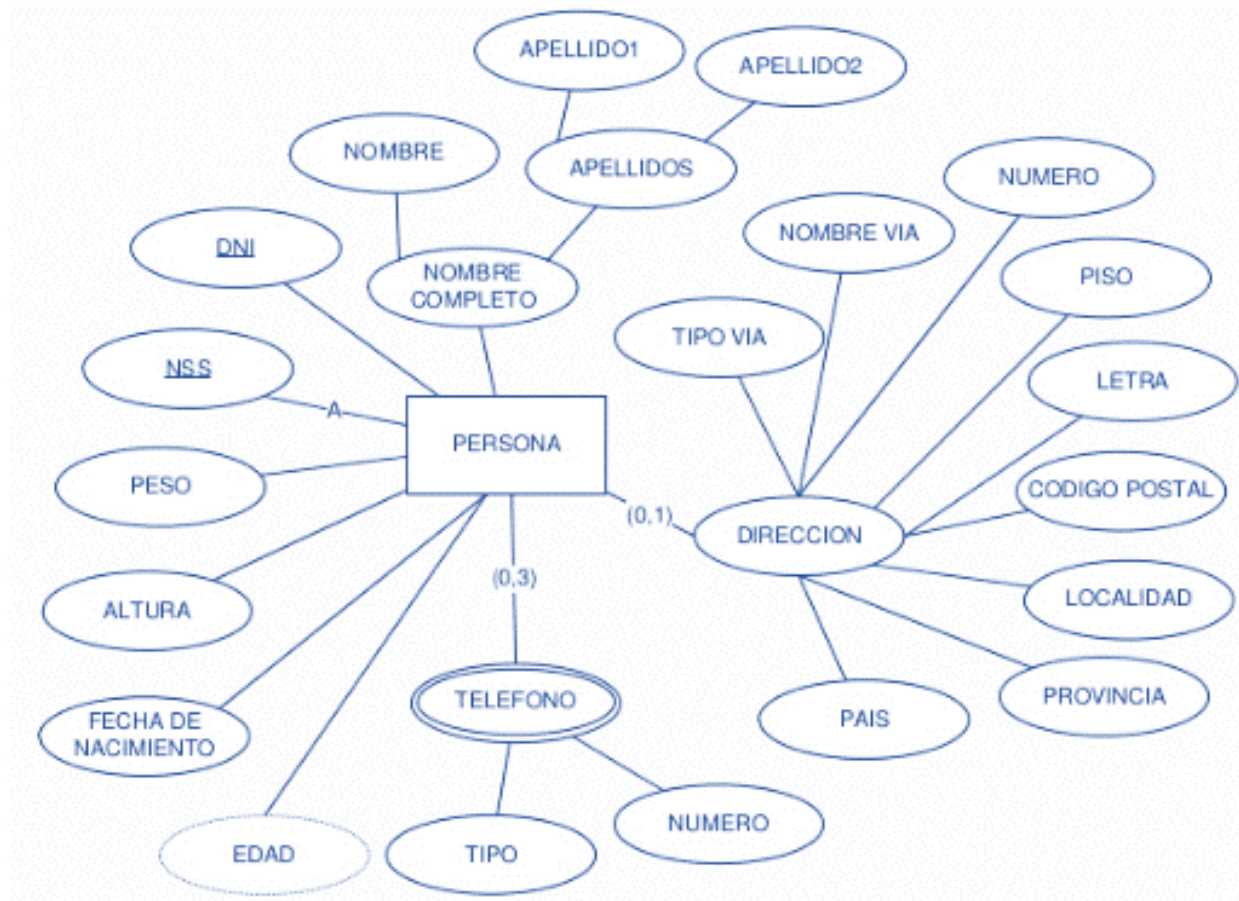 APELLIDO1
APELLIDO2
NOMBRE
APELLIDOS
NUMERO
DNI
NOMBRE VIA
NOMBRE
COMPLETO
PISO
TIPO VIA
NSS
LETRA
A
PERSONA
PESO
CODIGO POSTAL
(0,1)
DIRECCION
(0,3)
ALTURA
LOCALIDAD
TELEFONO
PROVINCIA
FECHA DE
NACIMIENTO
PAIS
NUMERO
EDAD
TIPO